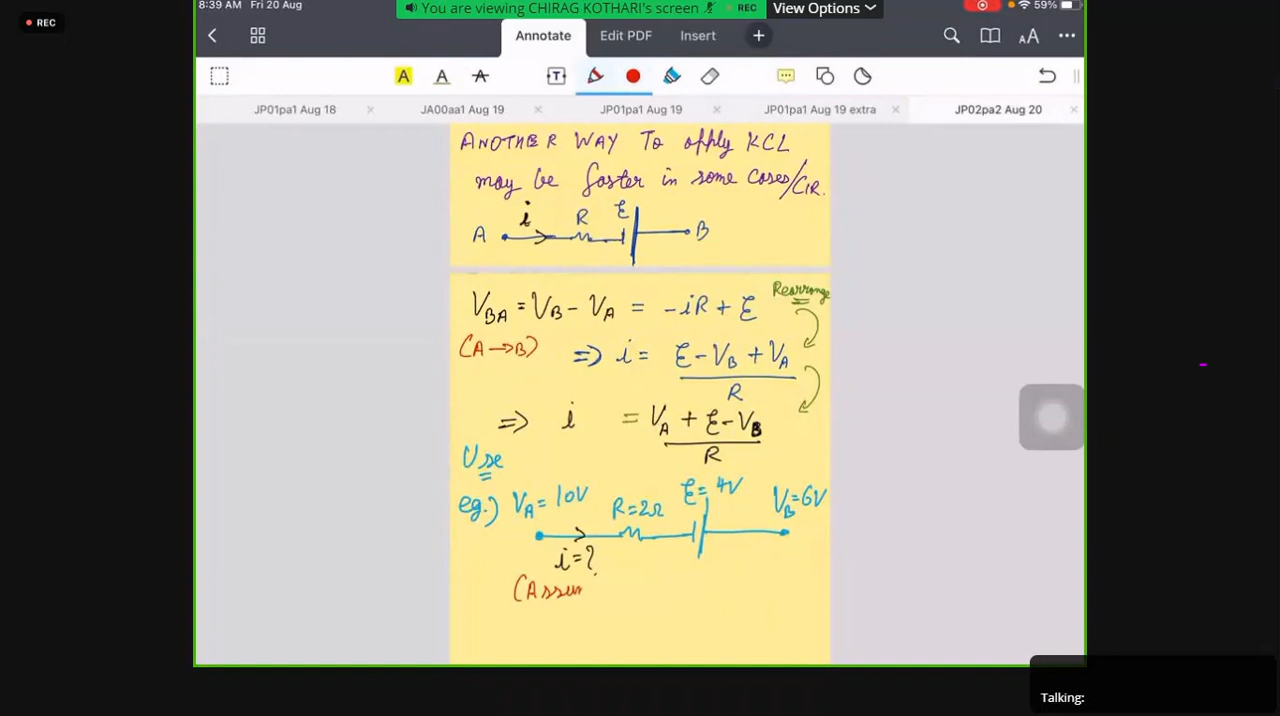 8:39 AM Fri 20 Aug
You are viewing CHIRAG KOTHARI's screen
REC
View Options
59%
REC
Annotate
Edit PDF
Insert
+
AA
A A A T
JP01pa1 Aug 18
JA00aa1 Aug 19
JP01pa1 Aug 19
JP01pa1 Aug 19 extra
JP02pa2 Aug 20
ANOTHER WAY To apply KCL
may be faster in some cases/CIR.
i R ℰ
A B
Rearrange
V_BA = V_B - V_A = -iR + ℰ
(A→B) ⇒ i = (ℰ - V_B + V_A)/R
⇒ i = (V_A + ℰ - V_B)/R
Use
eg.) V_A = 10V R=2Ω ℰ= 4V V_B=6V
i=?
(Assum
Talking: